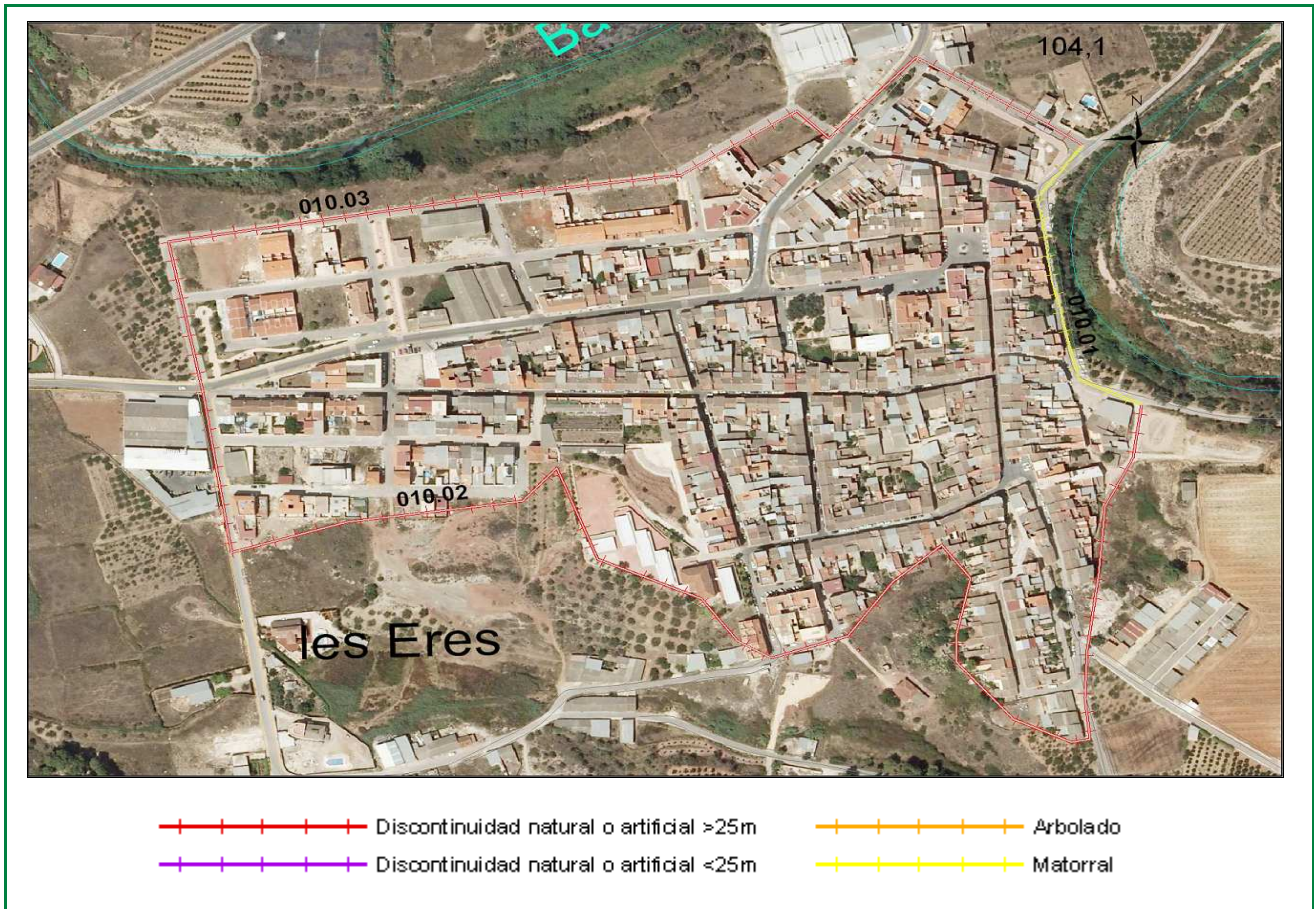 Ba
104,1
N
010.03
010.01
010.02
les Eres
Discontinuidad natural o artificial >25m
Arbolado
Discontinuidad natural o artificial <25m
Matorral